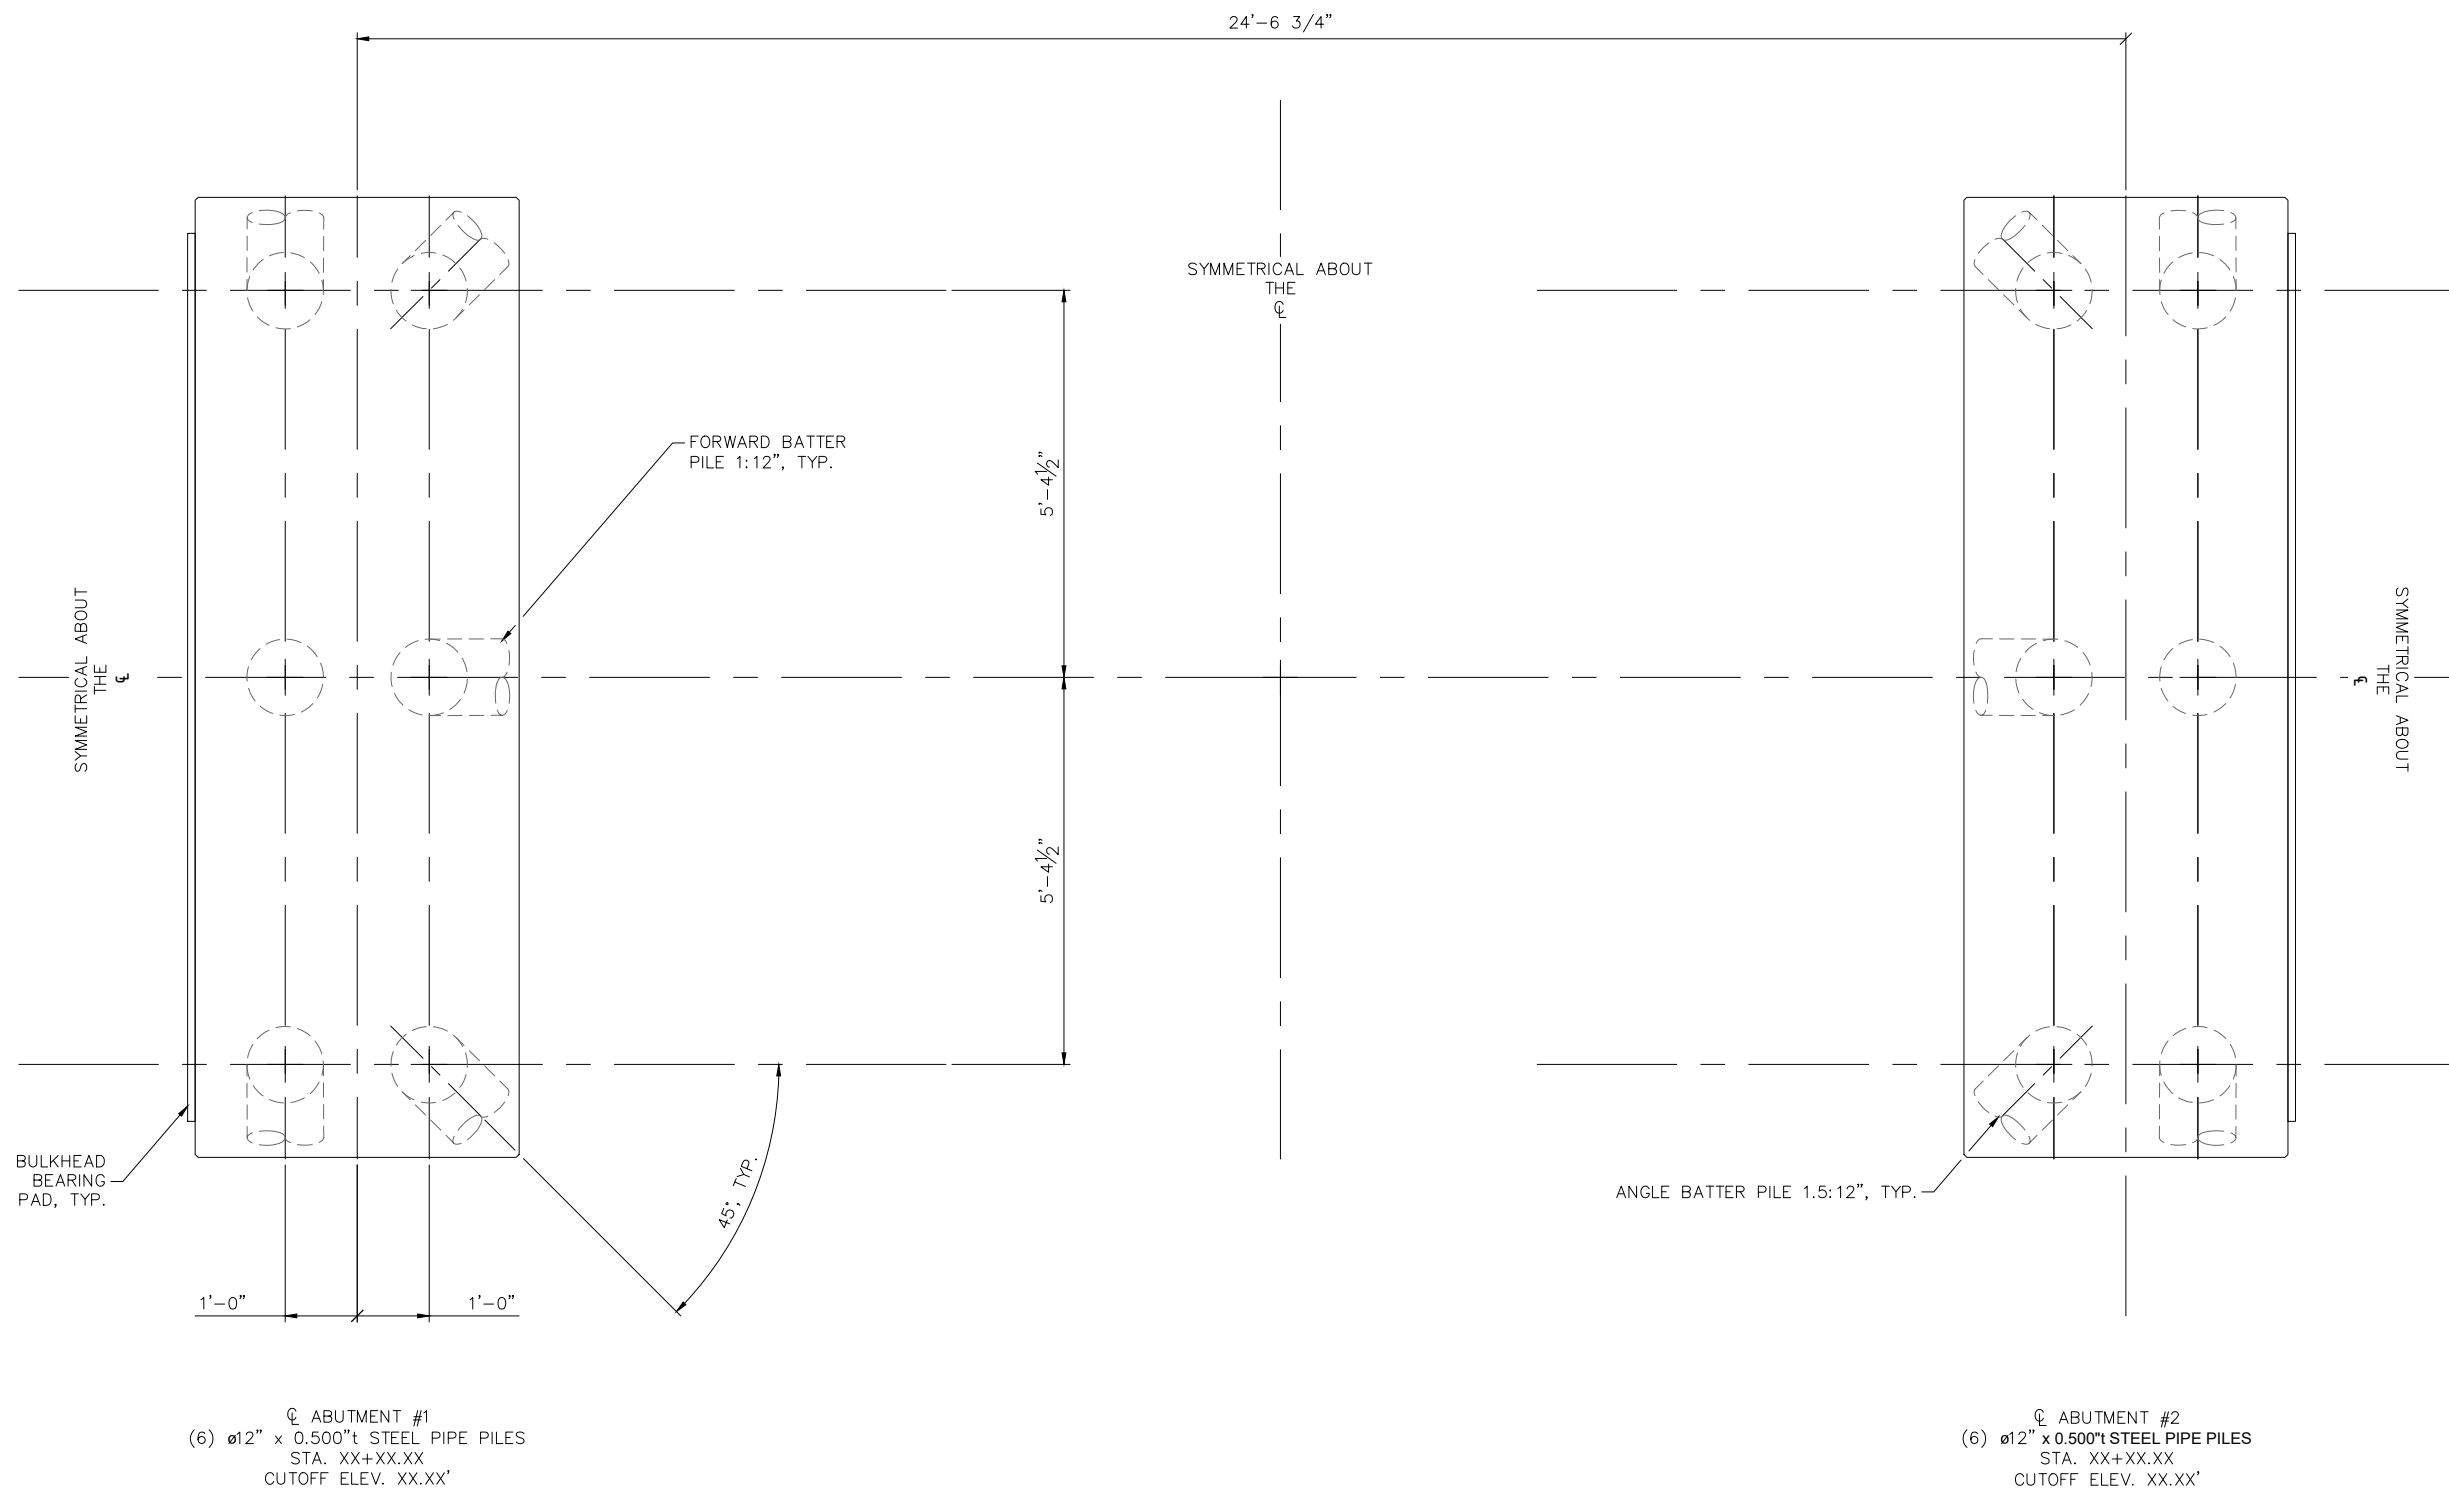 24'-6 3/4"
SYMMETRICAL ABOUT
THE
℄
FORWARD BATTER
PILE 1:12", TYP.
5'-4½"
SYMMETRICAL ABOUT
THE
℄
SYMMETRICAL ABOUT
THE
℄
5'-4½"
BULKHEAD
BEARING
PAD, TYP.
45°, TYP.
ANGLE BATTER PILE 1.5:12", TYP.
1'-0"
1'-0"
℄ ABUTMENT #1
(6) ø12" x 0.500"t STEEL PIPE PILES
STA. XX+XX.XX
CUTOFF ELEV. XX.XX'
℄ ABUTMENT #2
(6) ø12" x 0.500"t STEEL PIPE PILES
STA. XX+XX.XX
CUTOFF ELEV. XX.XX'